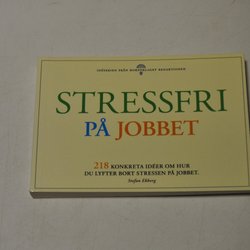 STRESSFRI
PÅ JOBBET
218 KONKRETA IDÉER OM HUR
DU LYFTER BORT STRESSEN PÅ JOBBET.
Stefan Ekberg